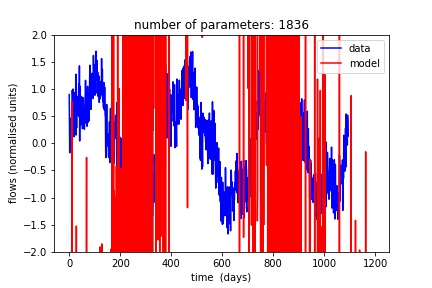 number of parameters: 1836
2.0
1.5
1.0
0.5
0.0
−0.5
−1.0
−1.5
−2.0
flows (normalised units)
data
model
0 200 400 600 800 1000 1200
time (days)